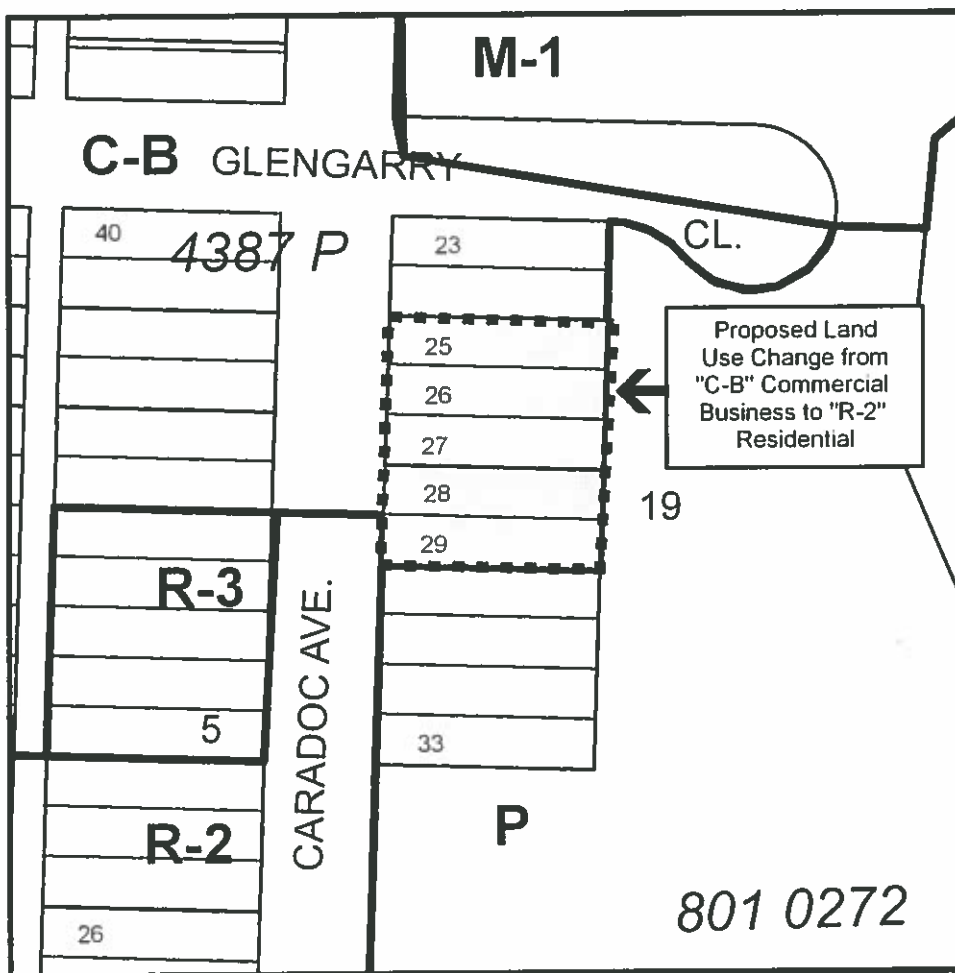 M-1
C-B GLENGARRY
CL.
40
4387 P
23
25
26
27
28
29
Proposed Land
Use Change from
"C-B" Commercial
Business to "R-2"
Residential
19
R-3
CARADOC AVE.
5
33
R-2
P
26
801 0272